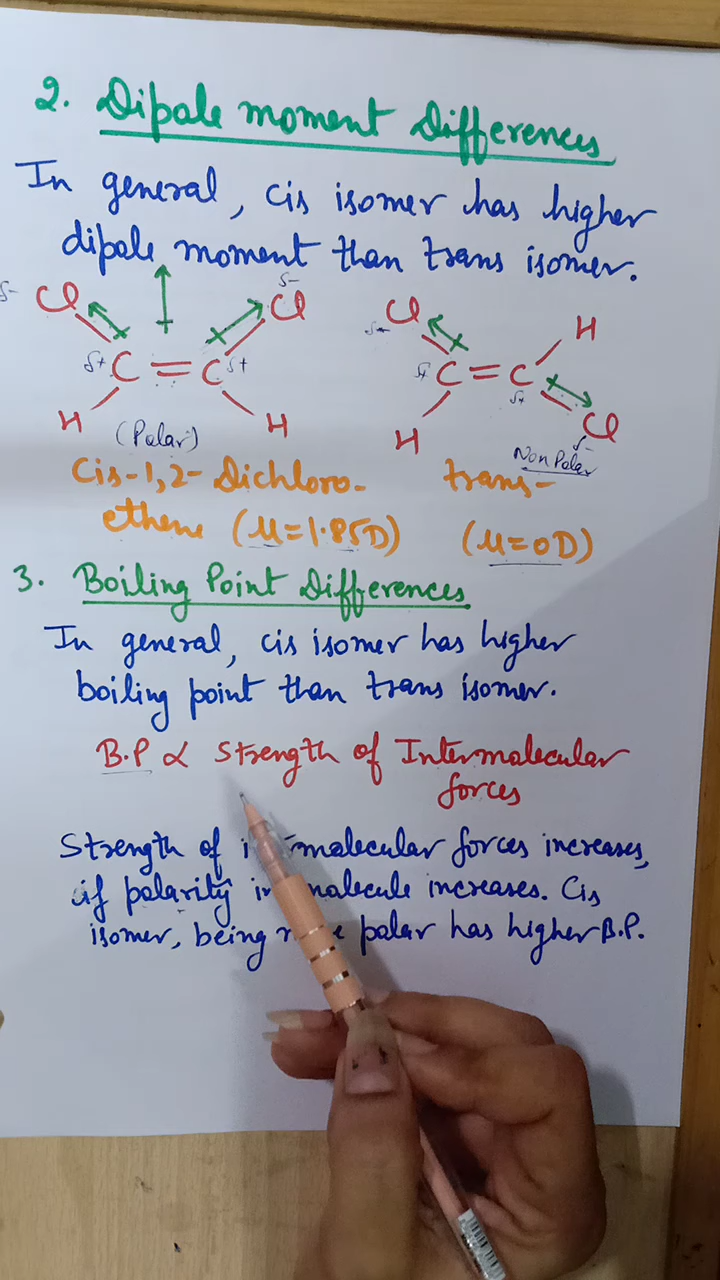 2. Dipole moment Differences
In general, cis isomer has higher
dipole moment than trans isomer.
δ- Cl δ- Cl Cl δ- H
δ+ C = C δ+ δ+ C = C δ+
H (Polar) H H Cl δ-
Non Polar
Cis-1,2-Dichloro- trans-
ethene (μ=1.85D) (μ=0D)
3. Boiling Point Differences
In general, cis isomer has higher
boiling point than trans isomer.
B.P ∝ Strength of Intermolecular
forces
Strength of molecular forces increases,
if polarity in molecule increases. Cis
isomer, being polar has higher B.P.